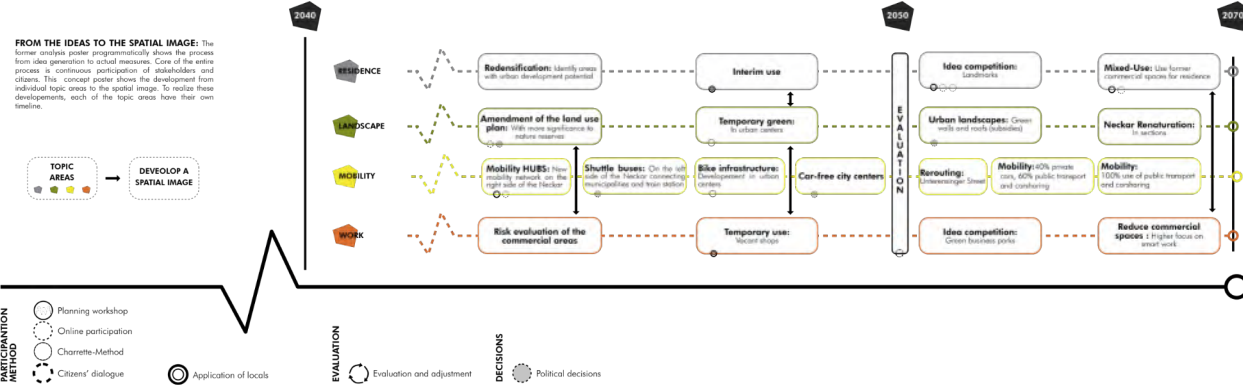 2040
2050
2070
FROM THE IDEAS TO THE SPATIAL IMAGE: The
former analysis poster programmatically shows the process
from idea generation to actual measures. Core of the entire
process is continuous participation of stakeholders and
citizens. This concept poster shows the development from
individual topic areas to the spatial image. To realize these
developements, each of the topic areas have their own
timeline.
TOPIC
AREAS
DEVEOLOP A
SPATIAL IMAGE
RESIDENCE
Redensification: Identify areas
with urban development potential
Interim use
Idea competition:
Landmarks
Mixed-Use: Use former
commercial spaces for residence
LANDSCAPE
Amendment of the land use
plan: With more significance to
nature reserves
Temporary green:
In urban centers
Urban landscapes: Green
walls and roofs (subsidies)
Neckar Renaturation:
In sections
MOBILITY
Mobility HUBS: New
mobility network on the
right side of the Neckar
Shuttle buses: On the left
side of the Neckar connecting
municipalities and train station
Bike infrastructure:
Developement in urban
centers
Car-free city centers
Rerouting:
Unterensinger Street
Mobility: 40% private
cars, 60% public transport
and carsharing
Mobility:
100% use of public transport
and carsharing
WORK
Risk evaluation of the
commercial areas
Temporary use:
Vacant shops
Idea competition:
Green business parks
Reduce commercial
spaces : Higher focus on
smart work
EVALUATION
PARTICIPANTION
METHOD
Planning workshop
Online participation
Charrette-Method
Citizens' dialogue
Application of locals
EVALUATION
Evaluation and adjustment
DECISIONS
Political decisions